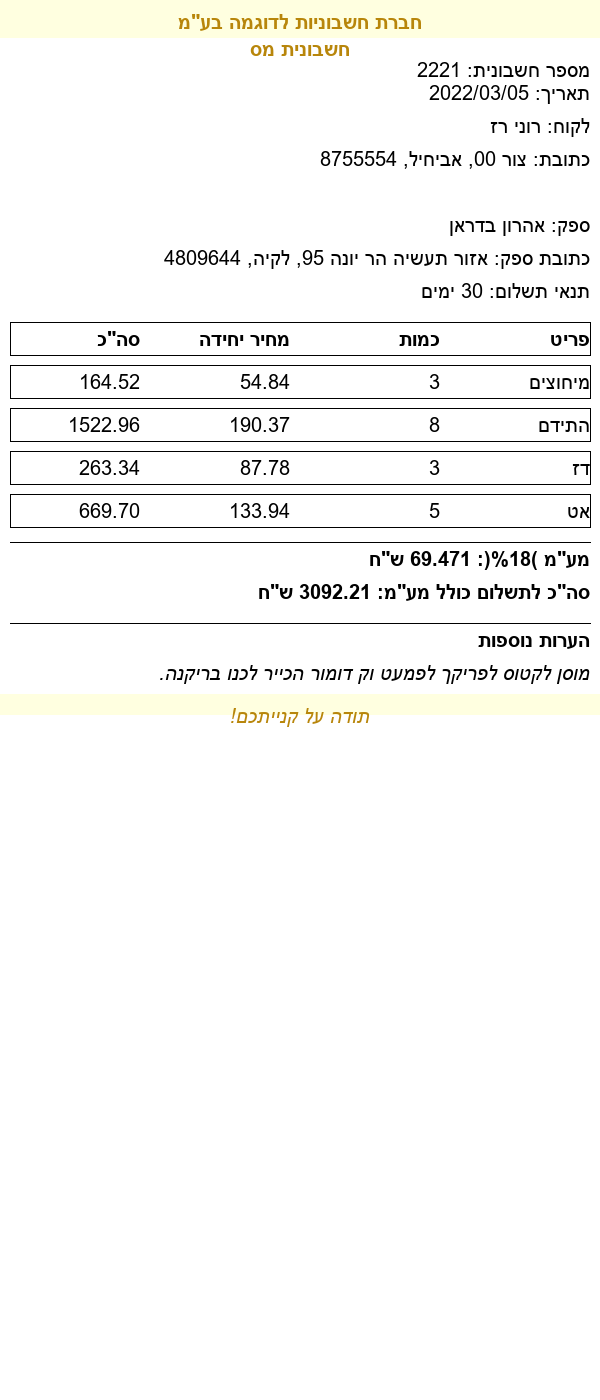 חברת חשבוניות לדוגמה בע"מ
חשבונית מס
מספר חשבונית: 2221
תאריך: 2022/03/05
לקוח: רוני רז
כתובת: צור 00, אביחיל, 8755554
ספק: אהרון בדראן
כתובת ספק: אזור תעשיה הר יונה 95, לקיה, 4809644
תנאי תשלום: 30 ימים
פריט כמות מחיר יחידה סה"כ
מיחוצים 3 54.84 164.52
התידם 8 190.37 1522.96
דז 3 87.78 263.34
אט 5 133.94 669.70
מע"מ )18%(: 69.471 ש"ח
סה"כ לתשלום כולל מע"מ: 3092.21 ש"ח
הערות נוספות
מוסן לקטוס לפריקך לפמעט וק דומור הכייר לכנו בריקנה.
תודה על קנייתכם!